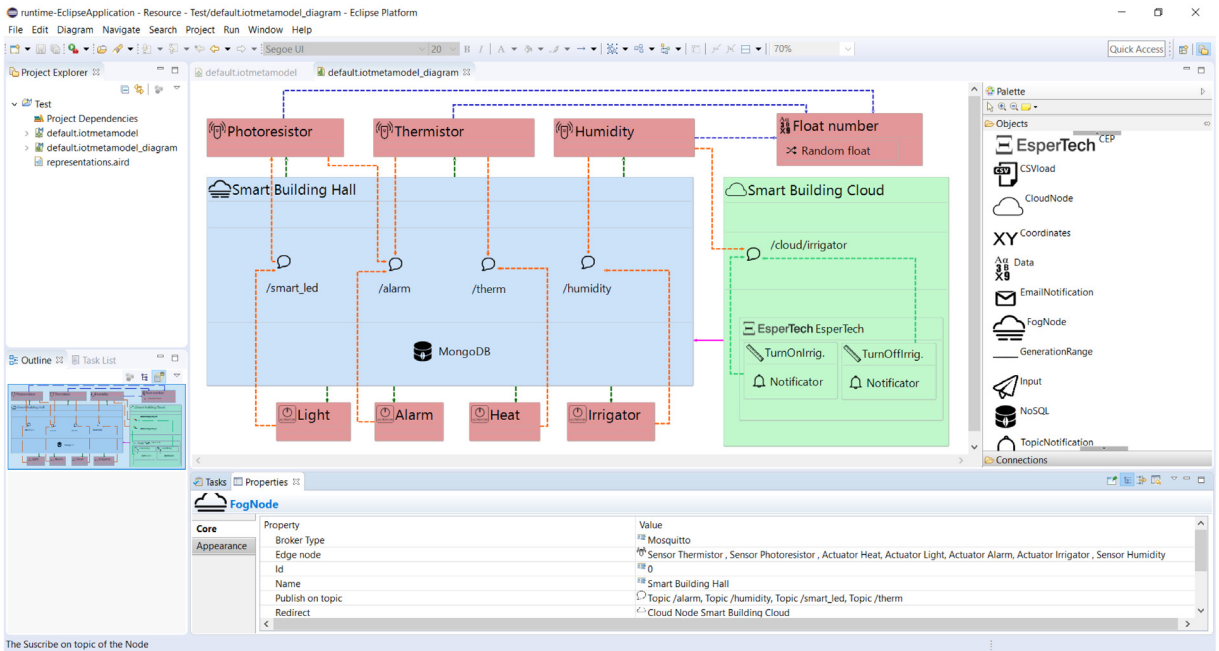 runtime-EclipseApplication - Resource - Test/default.iotmetamodel_diagram - Eclipse Platform
File Edit Diagram Navigate Search Project Run Window Help
Segoe UI 20 B I A 70% Quick Access
Project Explorer
default.iotmetamodel
default.iotmetamodel_diagram
Test
Project Dependencies
default.iotmetamodel
default.iotmetamodel_diagram
representations.aird
Outline
Task List
Photoresistor
Thermistor
Humidity
Float number
Random float
Smart Building Hall
/smart_led
/alarm
/therm
/humidity
MongoDB
Smart Building Cloud
/cloud/irrigator
EsperTech EsperTech
TurnOnIrrig.
TurnOffIrrig.
Notificator
Notificator
Light
Alarm
Heat
Irrigator
Palette
Objects
EsperTech CEP
CSVload
CloudNode
XY Coordinates
Data
EmailNotification
FogNode
GenerationRange
Input
NoSQL
TopicNotification
Connections
Tasks
Properties
FogNode
Core
Appearance
Property Value
Broker Type Mosquitto
Edge node Sensor Thermistor , Sensor Photoresistor , Actuator Heat, Actuator Light, Actuator Alarm, Actuator Irrigator , Sensor Humidity
Id 0
Name Smart Building Hall
Publish on topic Topic /alarm, Topic /humidity, Topic /smart_led, Topic /therm
Redirect Cloud Node Smart Building Cloud
The Suscribe on topic of the Node